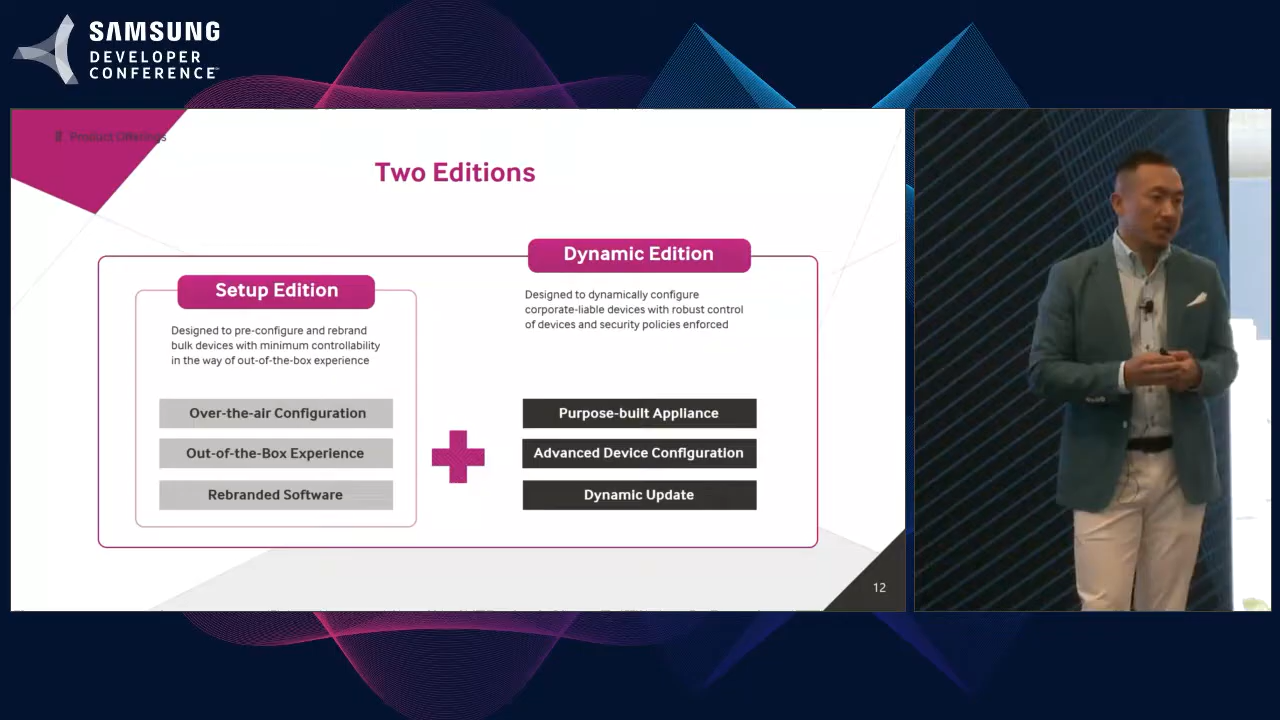 SAMSUNG
DEVELOPER
CONFERENCE
Product Offerings
Two Editions
Setup Edition
Designed to pre-configure and rebrand
bulk devices with minimum controllability
in the way of out-of-the-box experience
Over-the-air Configuration
Out-of-the-Box Experience
Rebranded Software
Dynamic Edition
Designed to dynamically configure
corporate-liable devices with robust control
of devices and security policies enforced
Purpose-built Appliance
Advanced Device Configuration
Dynamic Update
12